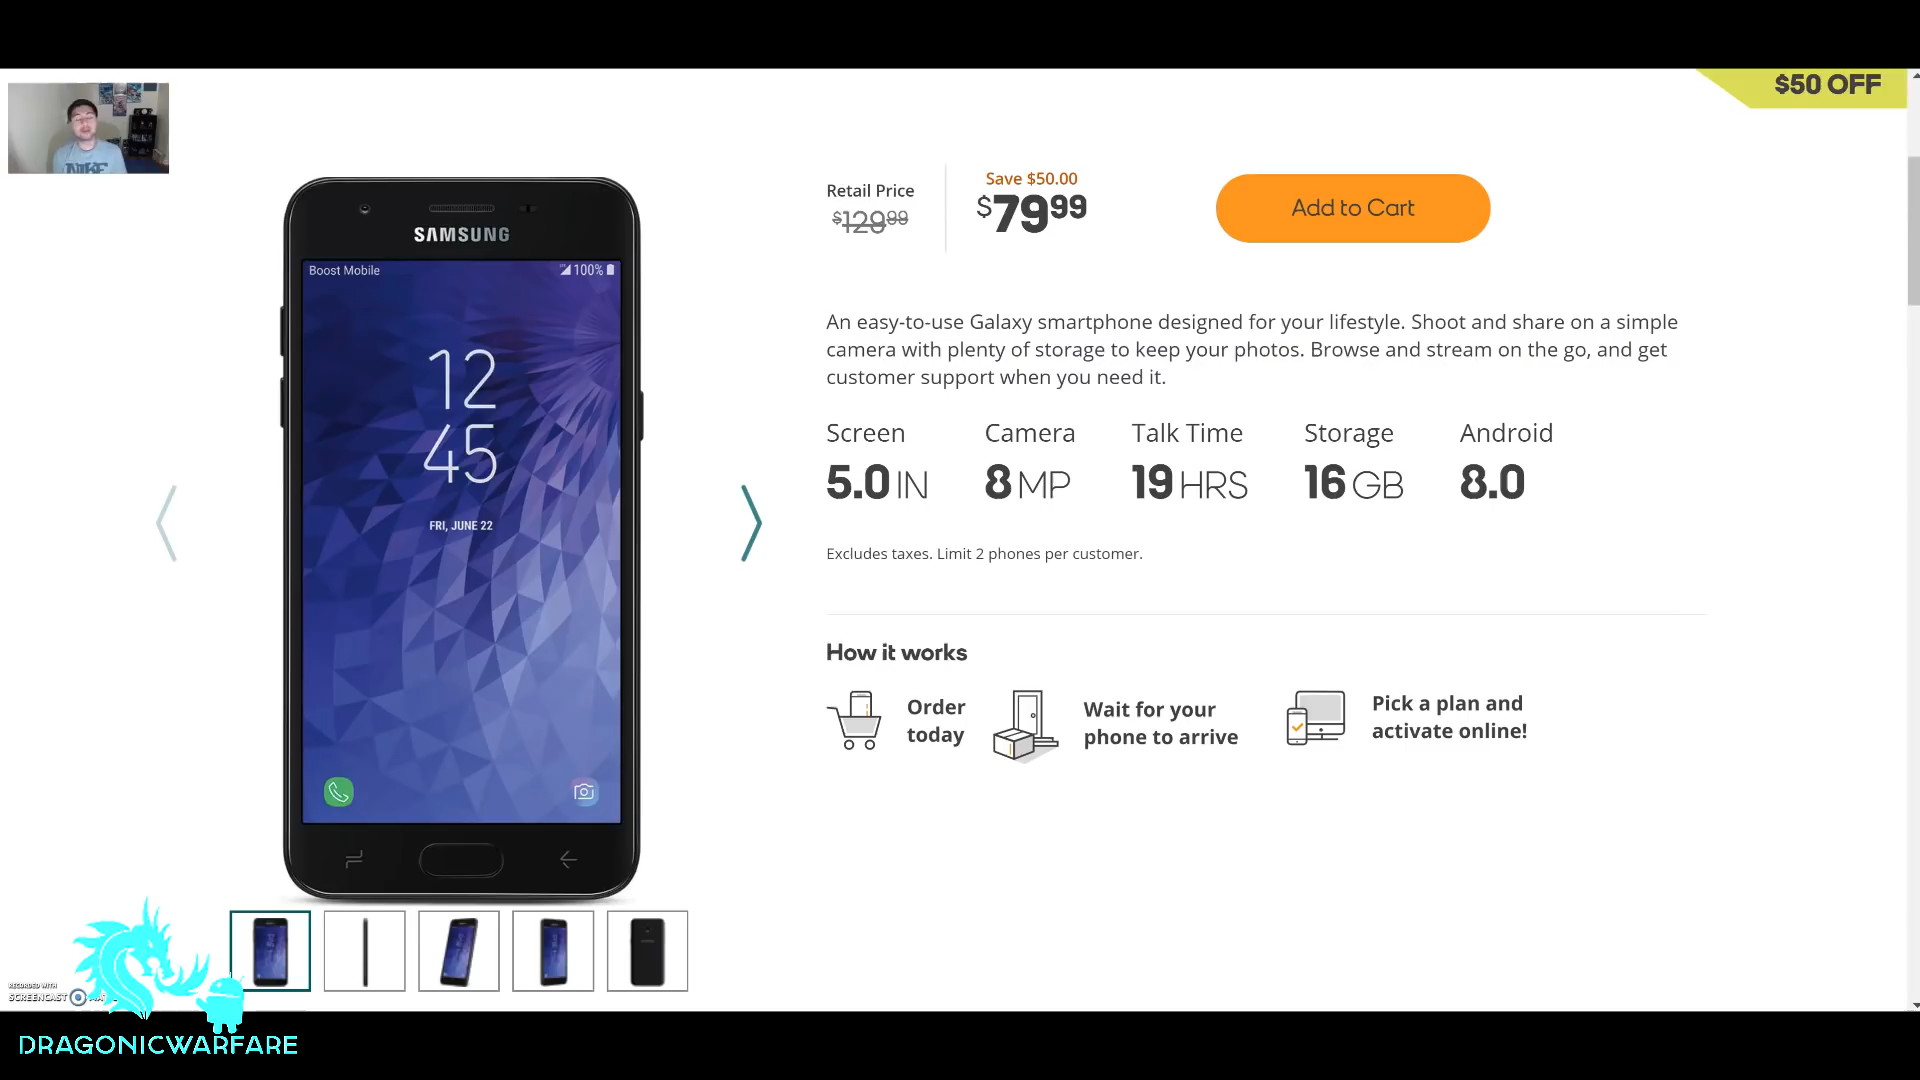 $50 OFF
NIKE
Retail Price
$129.99
Save $50.00
$79.99
Add to Cart
SAMSUNG
Boost Mobile
100%
12
45
FRI, JUNE 22
An easy-to-use Galaxy smartphone designed for your lifestyle. Shoot and share on a simple
camera with plenty of storage to keep your photos. Browse and stream on the go, and get
customer support when you need it.
Screen Camera Talk Time Storage Android
5.0 IN 8 MP 19 HRS 16 GB 8.0
Excludes taxes. Limit 2 phones per customer.
How it works
Order
today
Wait for your
phone to arrive
Pick a plan and
activate online!
RECORDED WITH
SCREENCAST
DRAGONICWARFARE